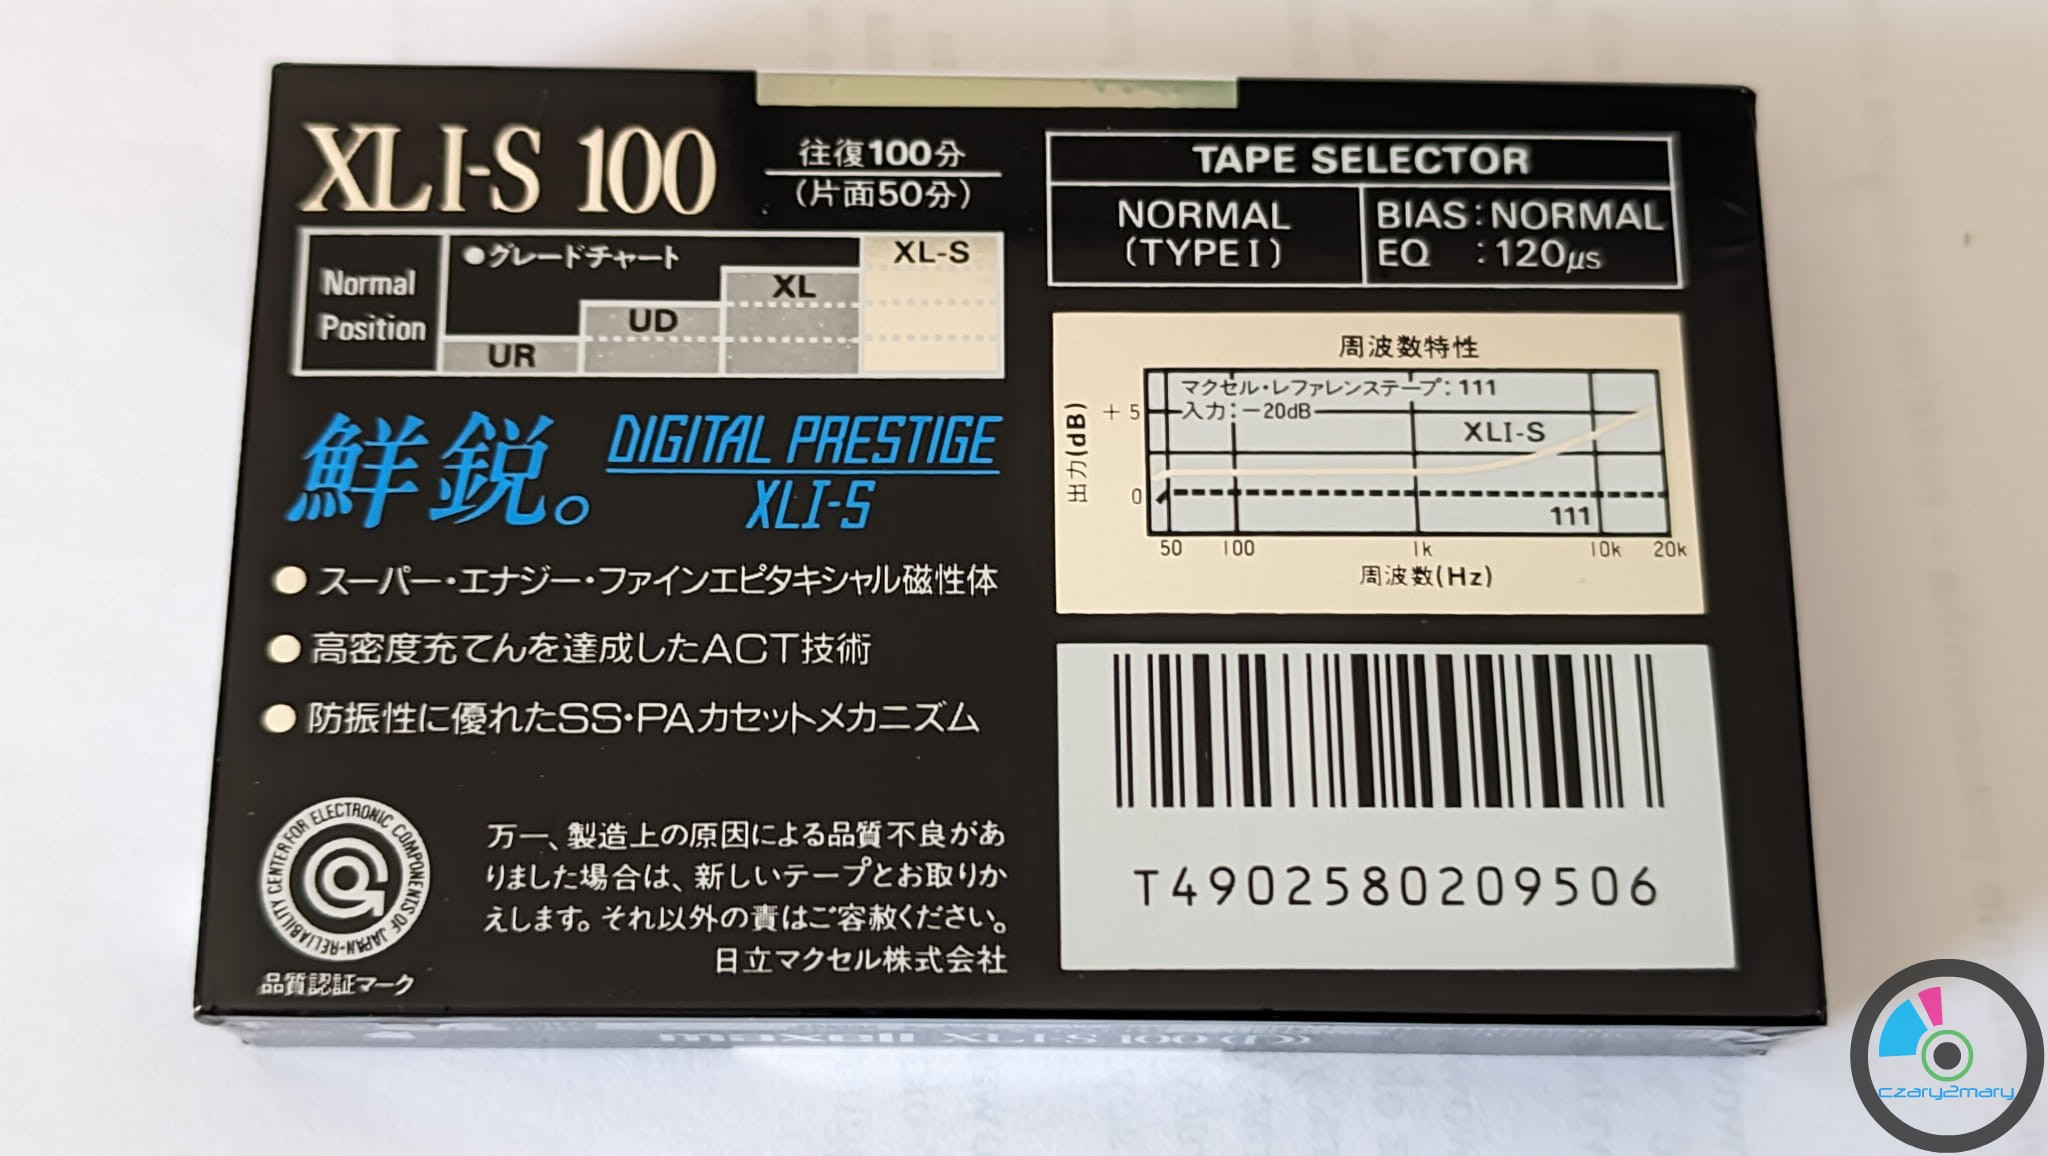 XLI-S 100
往復100分
(片面50分)
Normal
Position
●グレードチャート
UR
UD
XL
XL-S
鮮鋭。
DIGITAL PRESTIGE
XLI-S
●スーパー・エナジー・ファインエピタキシャル磁性体
●高密度充てんを達成したACT技術
●防振性に優れたSS・PAカセットメカニズム
RELIABILITY CENTER FOR ELECTRONIC COMPONENTS OF JAPAN
品質認証マーク
万一、製造上の原因による品質不良があ
りました場合は、新しいテープとお取りか
えします。それ以外の責はご容赦ください。
日立マクセル株式会社
TAPE SELECTOR
NORMAL
(TYPE I)
BIAS:NORMAL
EQ :120μs
周波数特性
マクセル・レファレンステープ:111
入力:-20dB
XLI-S
111
出力(dB)
+5
0
50 100 1k 10k 20k
周波数(Hz)
T4902580209506
maxell XLI-S 100
czary2mary